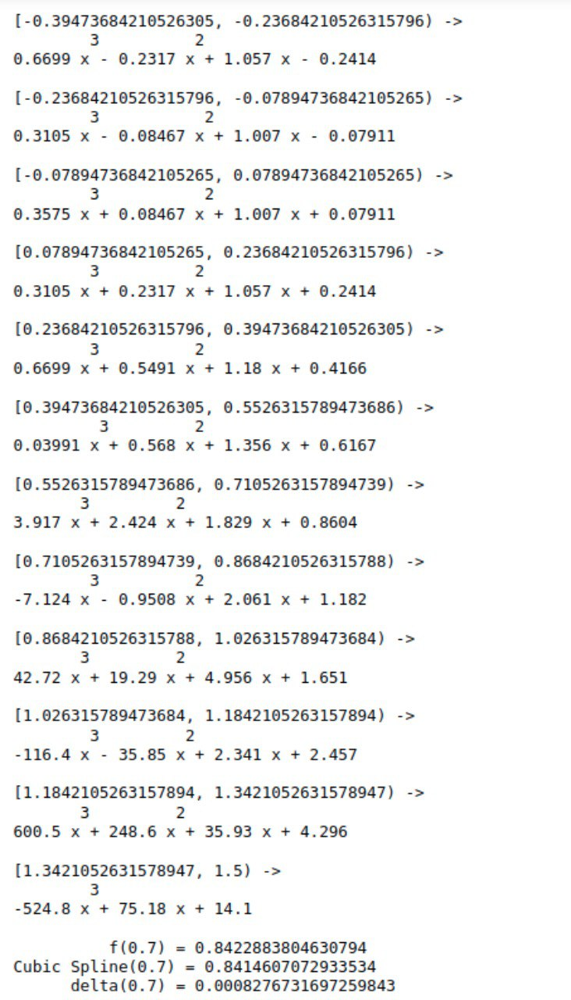 [-0.39473684210526305, -0.23684210526315796) ->
3 2
0.6699 x - 0.2317 x + 1.057 x - 0.2414
[-0.23684210526315796, -0.07894736842105265) ->
3 2
0.3105 x - 0.08467 x + 1.007 x - 0.07911
[-0.07894736842105265, 0.07894736842105265) ->
3 2
0.3575 x + 0.08467 x + 1.007 x + 0.07911
[0.07894736842105265, 0.23684210526315796) ->
3 2
0.3105 x + 0.2317 x + 1.057 x + 0.2414
[0.23684210526315796, 0.39473684210526305) ->
3 2
0.6699 x + 0.5491 x + 1.18 x + 0.4166
[0.39473684210526305, 0.5526315789473686) ->
3 2
0.03991 x + 0.568 x + 1.356 x + 0.6167
[0.5526315789473686, 0.7105263157894739) ->
3 2
3.917 x + 2.424 x + 1.829 x + 0.8604
[0.7105263157894739, 0.8684210526315788) ->
3 2
-7.124 x - 0.9508 x + 2.061 x + 1.182
[0.8684210526315788, 1.026315789473684) ->
3 2
42.72 x + 19.29 x + 4.956 x + 1.651
[1.026315789473684, 1.1842105263157894) ->
3 2
-116.4 x - 35.85 x + 2.341 x + 2.457
[1.1842105263157894, 1.3421052631578947) ->
3 2
600.5 x + 248.6 x + 35.93 x + 4.296
[1.3421052631578947, 1.5) ->
3
-524.8 x + 75.18 x + 14.1
f(0.7) = 0.8422883804630794
Cubic Spline(0.7) = 0.8414607072933534
delta(0.7) = 0.0008276731697259843